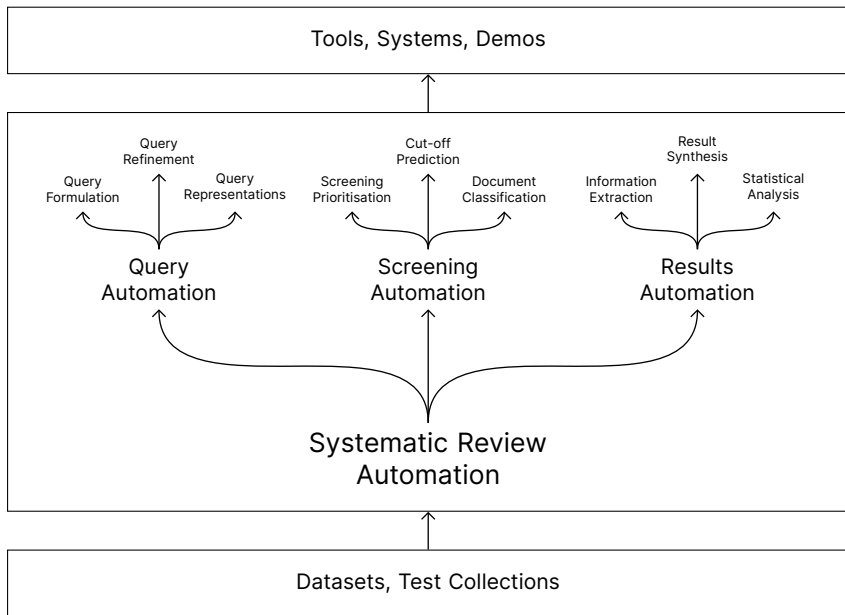 Tools, Systems, Demos
Query
Refinement
Query
Formulation
Query
Representations
Cut-off
Prediction
Screening
Prioritisation
Document
Classification
Result
Synthesis
Information
Extraction
Statistical
Analysis
Query
Automation
Screening
Automation
Results
Automation
Systematic Review
Automation
Datasets, Test Collections